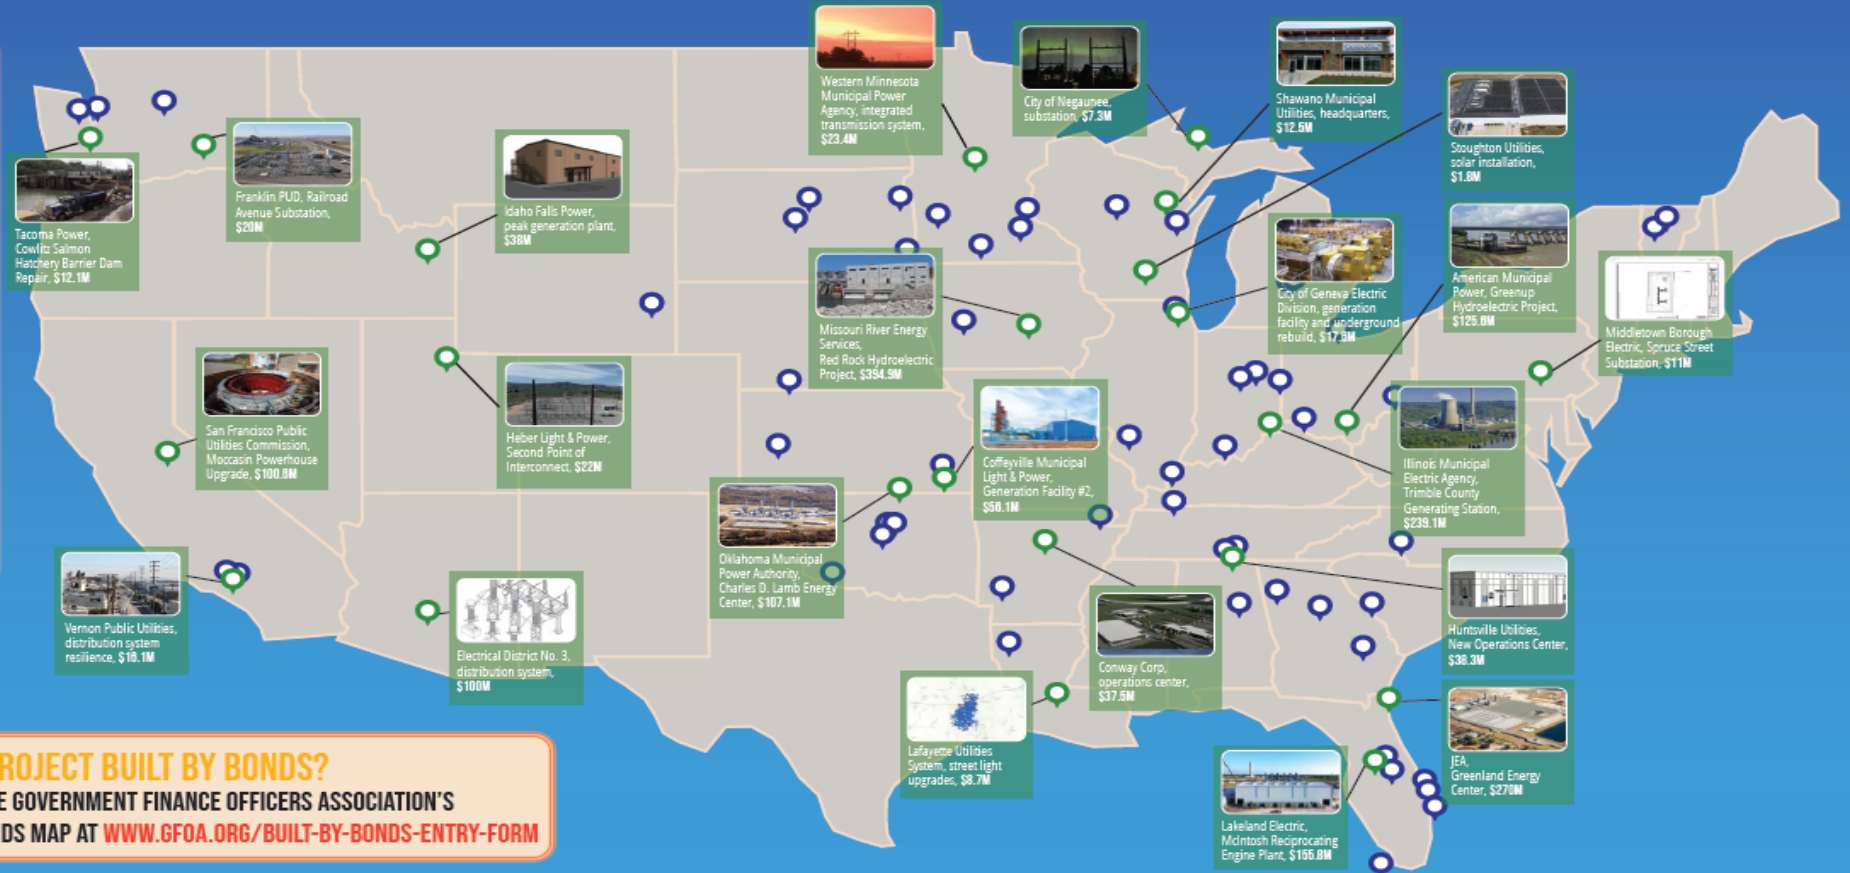 Western Minnesota
Municipal Power
Agency, integrated
transmission system,
$23.4M
City of Negaunee,
substation, $7.3M
Shawano Municipal
Utilities, headquarters,
$12.5M
Stoughton Utilities,
solar installation,
$1.8M
Tacoma Power,
Cowlitz Salmon
Hatchery Barrier Dam
Repair, $12.1M
Franklin PUD, Railroad
Avenue Substation,
$20M
Idaho Falls Power,
peak generation plant,
$38M
Missouri River Energy
Services,
Red Rock Hydroelectric
Project, $394.9M
City of Geneva Electric
Division, generation
facility and underground
rebuild, $17.6M
American Municipal
Power, Greenup
Hydroelectric Project,
$125.6M
Middletown Borough
Electric, Spruce Street
Substation, $11M
San Francisco Public
Utilities Commission,
Moccasin Powerhouse
Upgrade, $100.8M
Heber Light & Power,
Second Point of
Interconnect, $22M
Coffeyville Municipal
Light & Power,
Generation Facility #2,
$56.1M
Illinois Municipal
Electric Agency,
Trimble County
Generating Station,
$239.1M
Oklahoma Municipal
Power Authority,
Charles D. Lamb Energy
Center, $107.1M
Vernon Public Utilities,
distribution system
resilience, $16.1M
Electrical District No. 3,
distribution system,
$100M
Conway Corp,
operations center,
$37.5M
Huntsville Utilities,
New Operations Center,
$38.3M
Lafayette Utilities
System, street light
upgrades, $8.7M
JEA,
Greenland Energy
Center, $270M
Lakeland Electric,
McIntosh Reciprocating
Engine Plant, $155.8M
ROJECT BUILT BY BONDS?
E GOVERNMENT FINANCE OFFICERS ASSOCIATION'S
DS MAP AT WWW.GFOA.ORG/BUILT-BY-BONDS-ENTRY-FORM